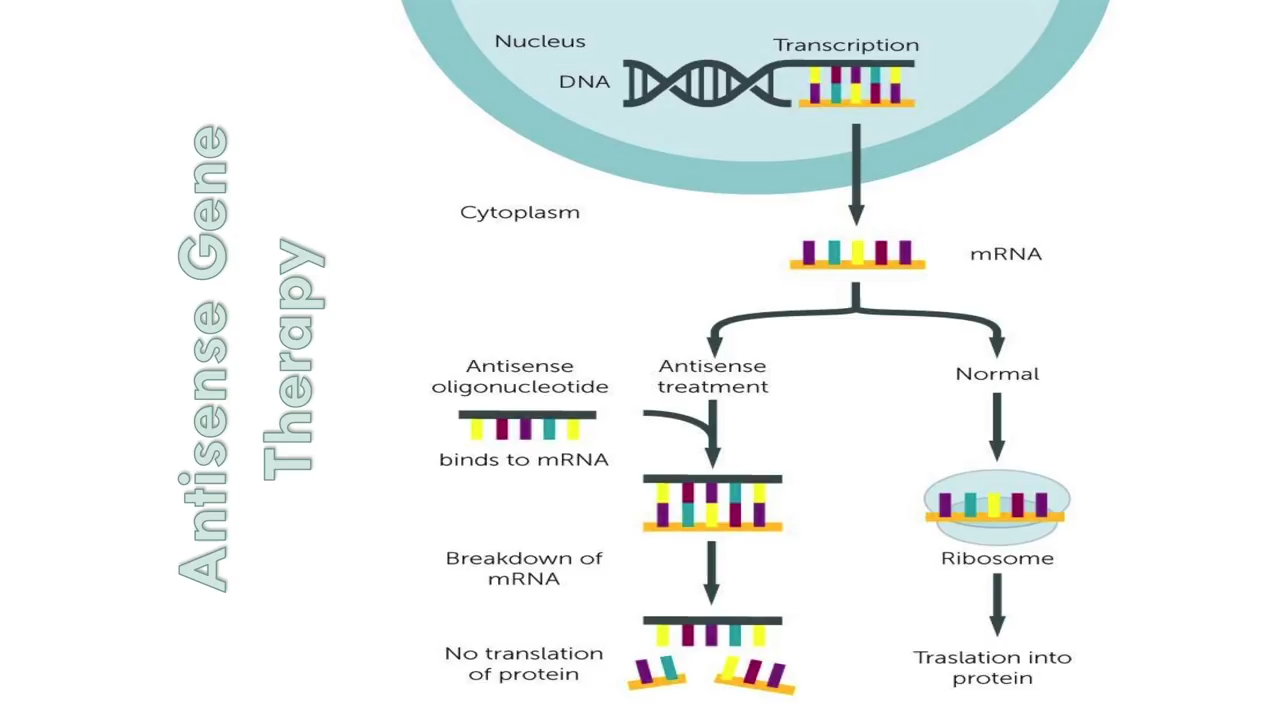 Antisense Gene
Therapy
Nucleus
Transcription
DNA
Cytoplasm
mRNA
Antisense
oligonucleotide
Antisense
treatment
Normal
binds to mRNA
Breakdown of
mRNA
Ribosome
No translation
of protein
Traslation into
protein